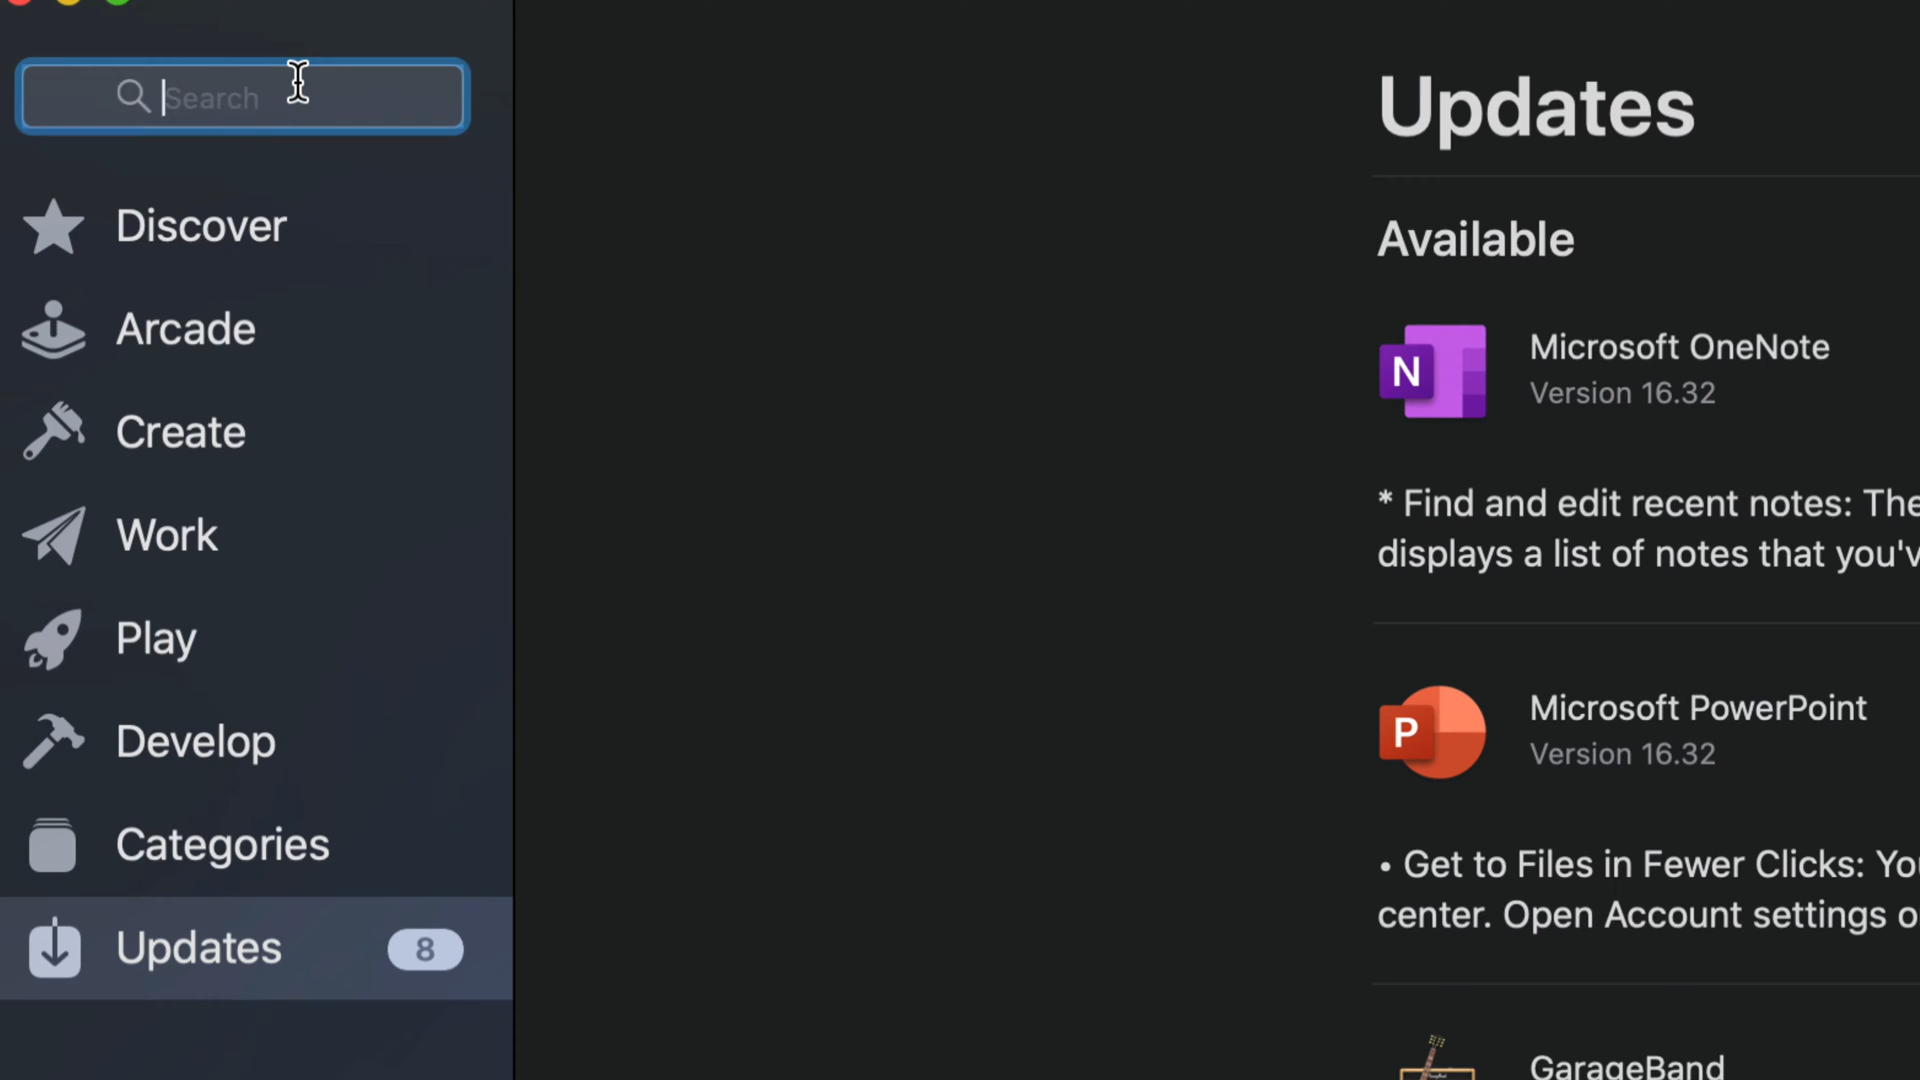 Search
Discover
Arcade
Create
Work
Play
Develop
Categories
Updates 8
Updates
Available
N
Microsoft OneNote
Version 16.32
* Find and edit recent notes: The
displays a list of notes that you'v
P
Microsoft PowerPoint
Version 16.32
• Get to Files in Fewer Clicks: You
center. Open Account settings o
GarageBand